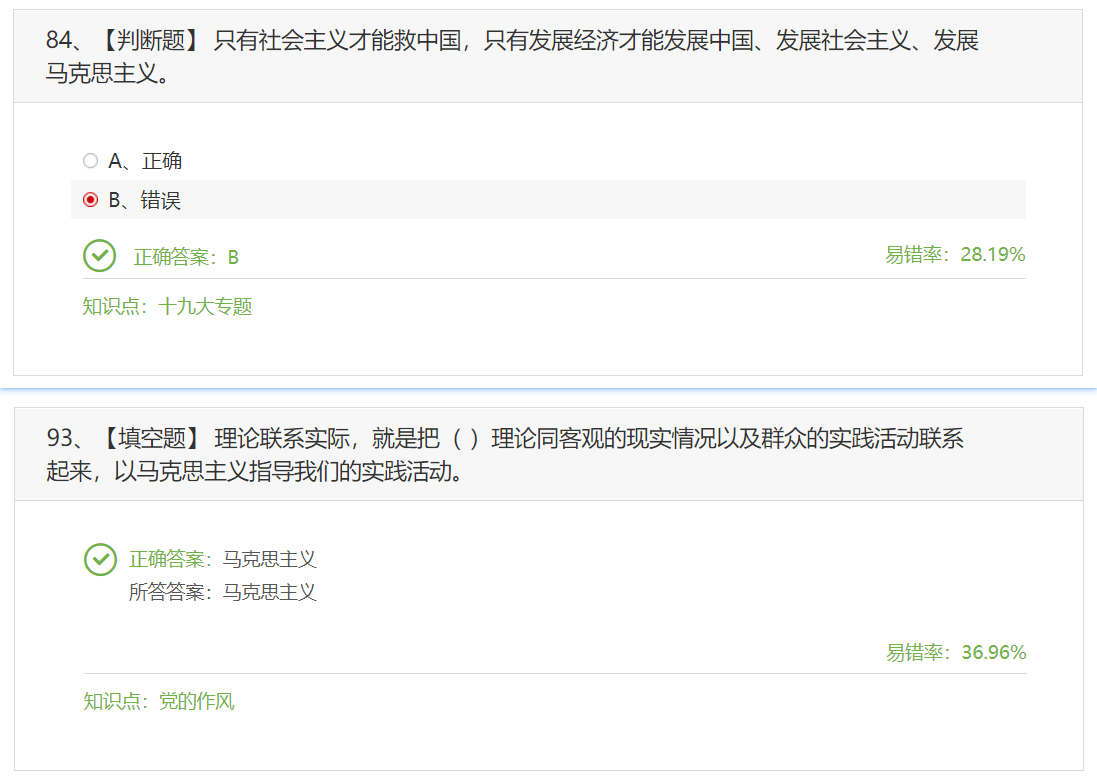 84、【判断题】 只有社会主义才能救中国，只有发展经济才能发展中国、发展社会主义、发展
马克思主义。
A、正确
B、错误
正确答案：B
易错率：28.19%
知识点：十九大专题
93、【填空题】 理论联系实际，就是把（ ）理论同客观的现实情况以及群众的实践活动联系
起来，以马克思主义指导我们的实践活动。
正确答案：马克思主义
所答答案：马克思主义
易错率：36.96%
知识点：党的作风